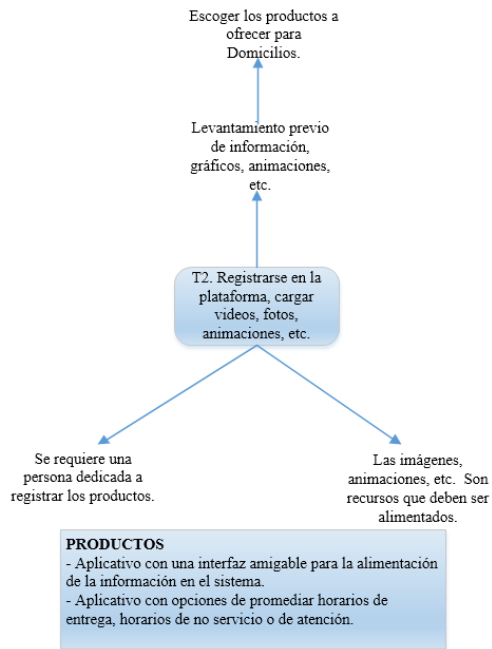 Escoger los productos a
ofrecer para
Domicilios.
Levantamiento previo
de información,
gráficos, animaciones,
etc.
T2. Registrarse en la
plataforma, cargar
videos, fotos,
animaciones, etc.
Se requiere una
persona dedicada a
registrar los productos.
Las imágenes,
animaciones, etc.  Son
recursos que deben ser
alimentados.
PRODUCTOS
- Aplicativo con una interfaz amigable para la alimentación
de la información en el sistema.
- Aplicativo con opciones de promediar horarios de
entrega, horarios de no servicio o de atención.